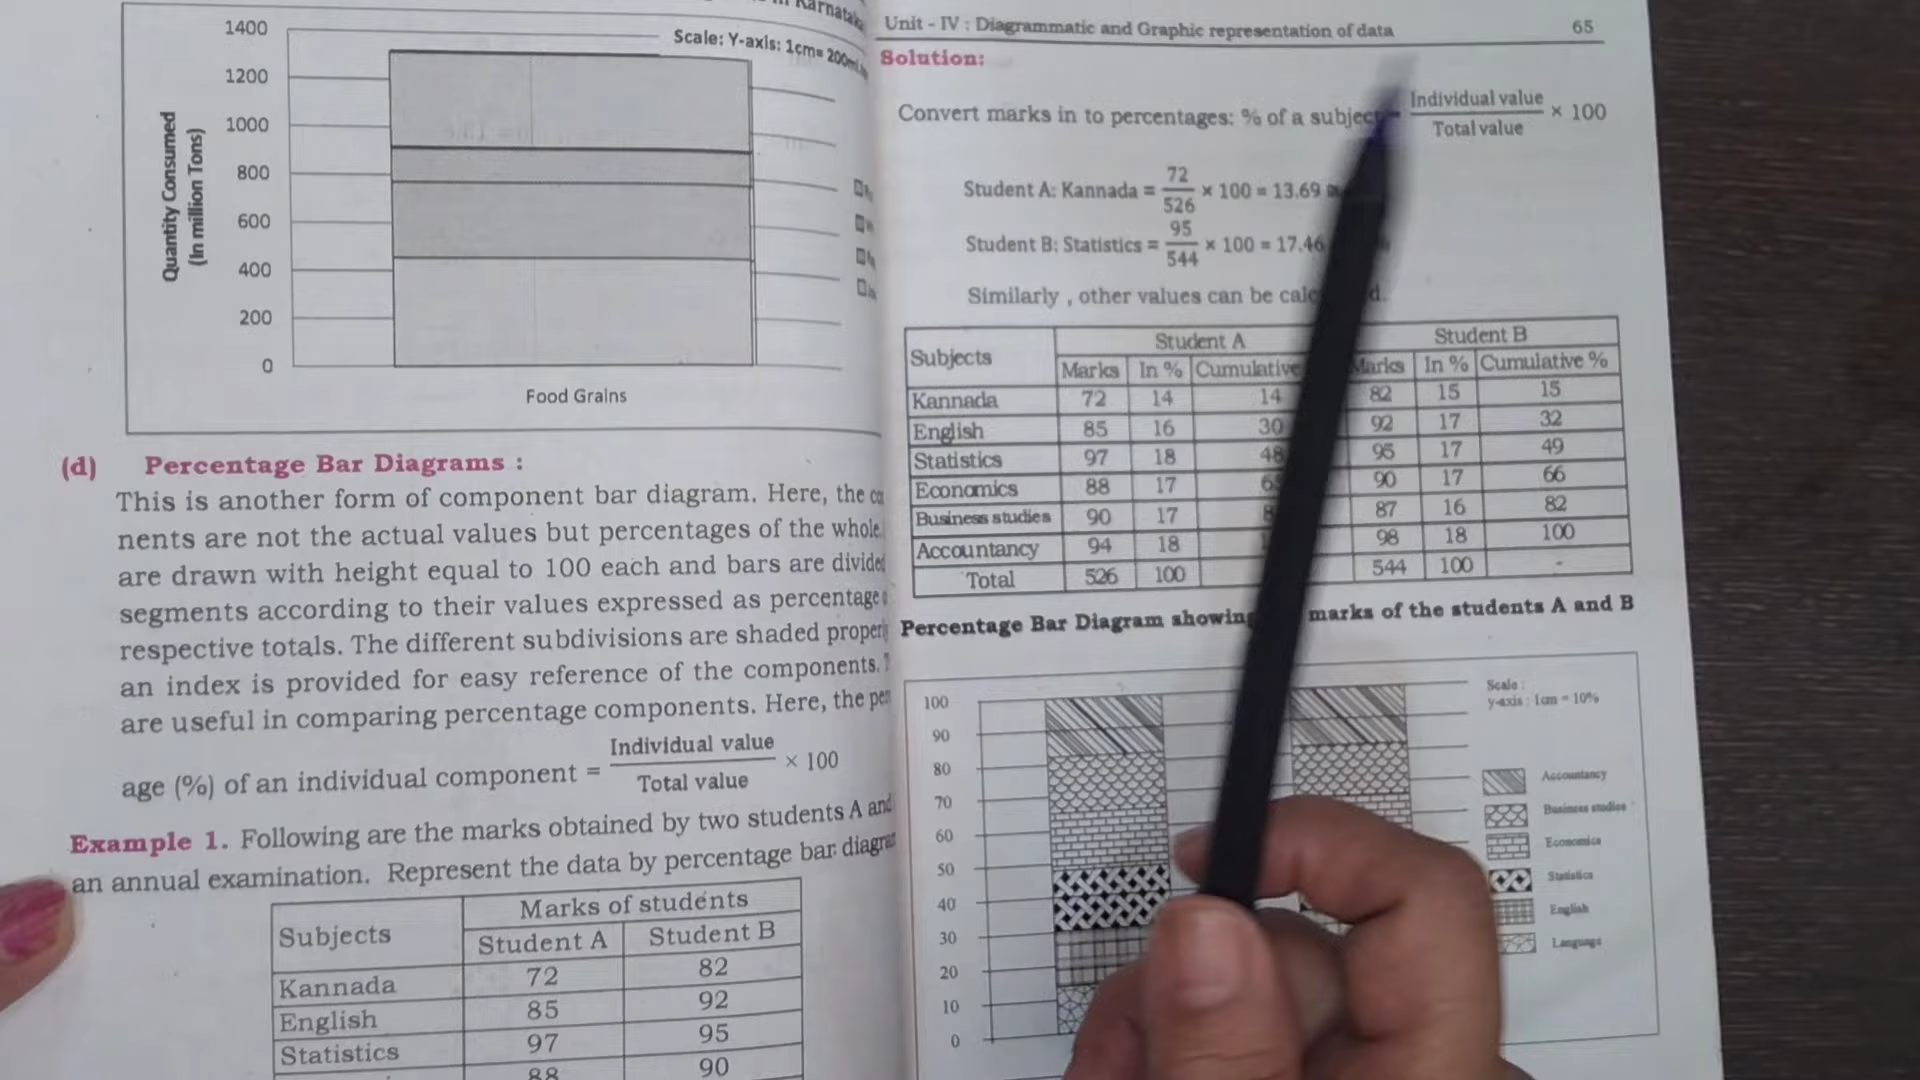 Karnataka
1400
Scale: Y-axis: 1cm= 200
1200
1000
800
600
400
200
0
Quantity Consumed
(In million Tons)
Food Grains
(d) Percentage Bar Diagrams :
This is another form of component bar diagram. Here, the
nents are not the actual values but percentages of the whole.
are drawn with height equal to 100 each and bars are divided
segments according to their values expressed as percentage
respective totals. The different subdivisions are shaded properly
an index is provided for easy reference of the components.
are useful in comparing percentage components. Here, the
age (%) of an individual component = Individual value / Total value × 100
Example 1. Following are the marks obtained by two students A and
an annual examination. Represent the data by percentage bar
Subjects Marks of students
Student A Student B
Kannada 72 82
English 85 92
Statistics 97 95
88 90
Unit - IV : Diagrammatic and Graphic representation of data 65
Solution:
Convert marks in to percentages: % of a subject = Individual value / Total value × 100
Student A: Kannada = 72 / 526 × 100 = 13.69
Student B: Statistics = 95 / 544 × 100 = 17.46
Similarly , other values can be
Subjects Student A Student B
Marks In % Cumulative Marks In % Cumulative %
Kannada 72 14 14 82 15 15
English 85 16 30 92 17 32
Statistics 97 18 48 95 17 49
Economics 88 17 90 17 66
Business studies 90 17 87 16 82
Accountancy 94 18 98 18 100
Total 526 100 544 100 -
Percentage Bar Diagram showing marks of the students A and B
100
90
80
70
60
50
40
30
20
10
0
Scale :
y-axis : 1cm = 10%
Accountancy
Business studies
Economics
Statistics
English
Language